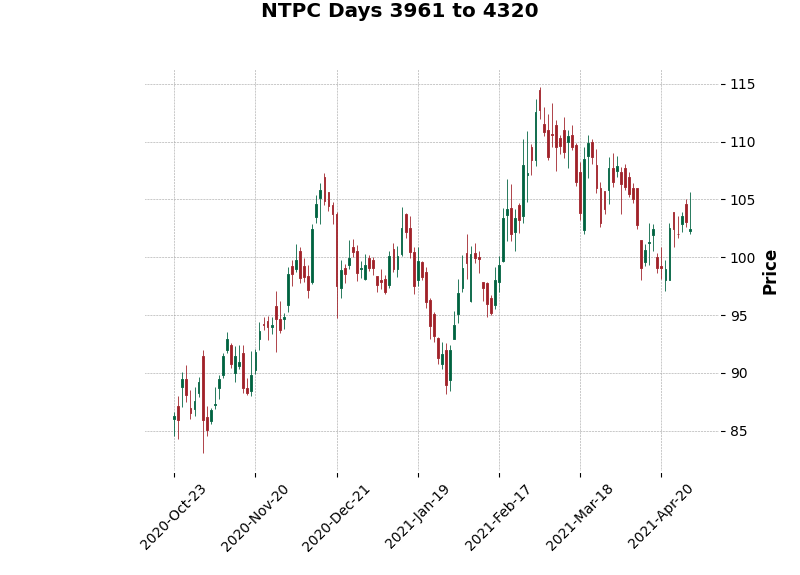 NTPC Days 3961 to 4320
115
110
105
100
95
90
85
Price
2020-Oct-23
2020-Nov-20
2020-Dec-21
2021-Jan-19
2021-Feb-17
2021-Mar-18
2021-Apr-20